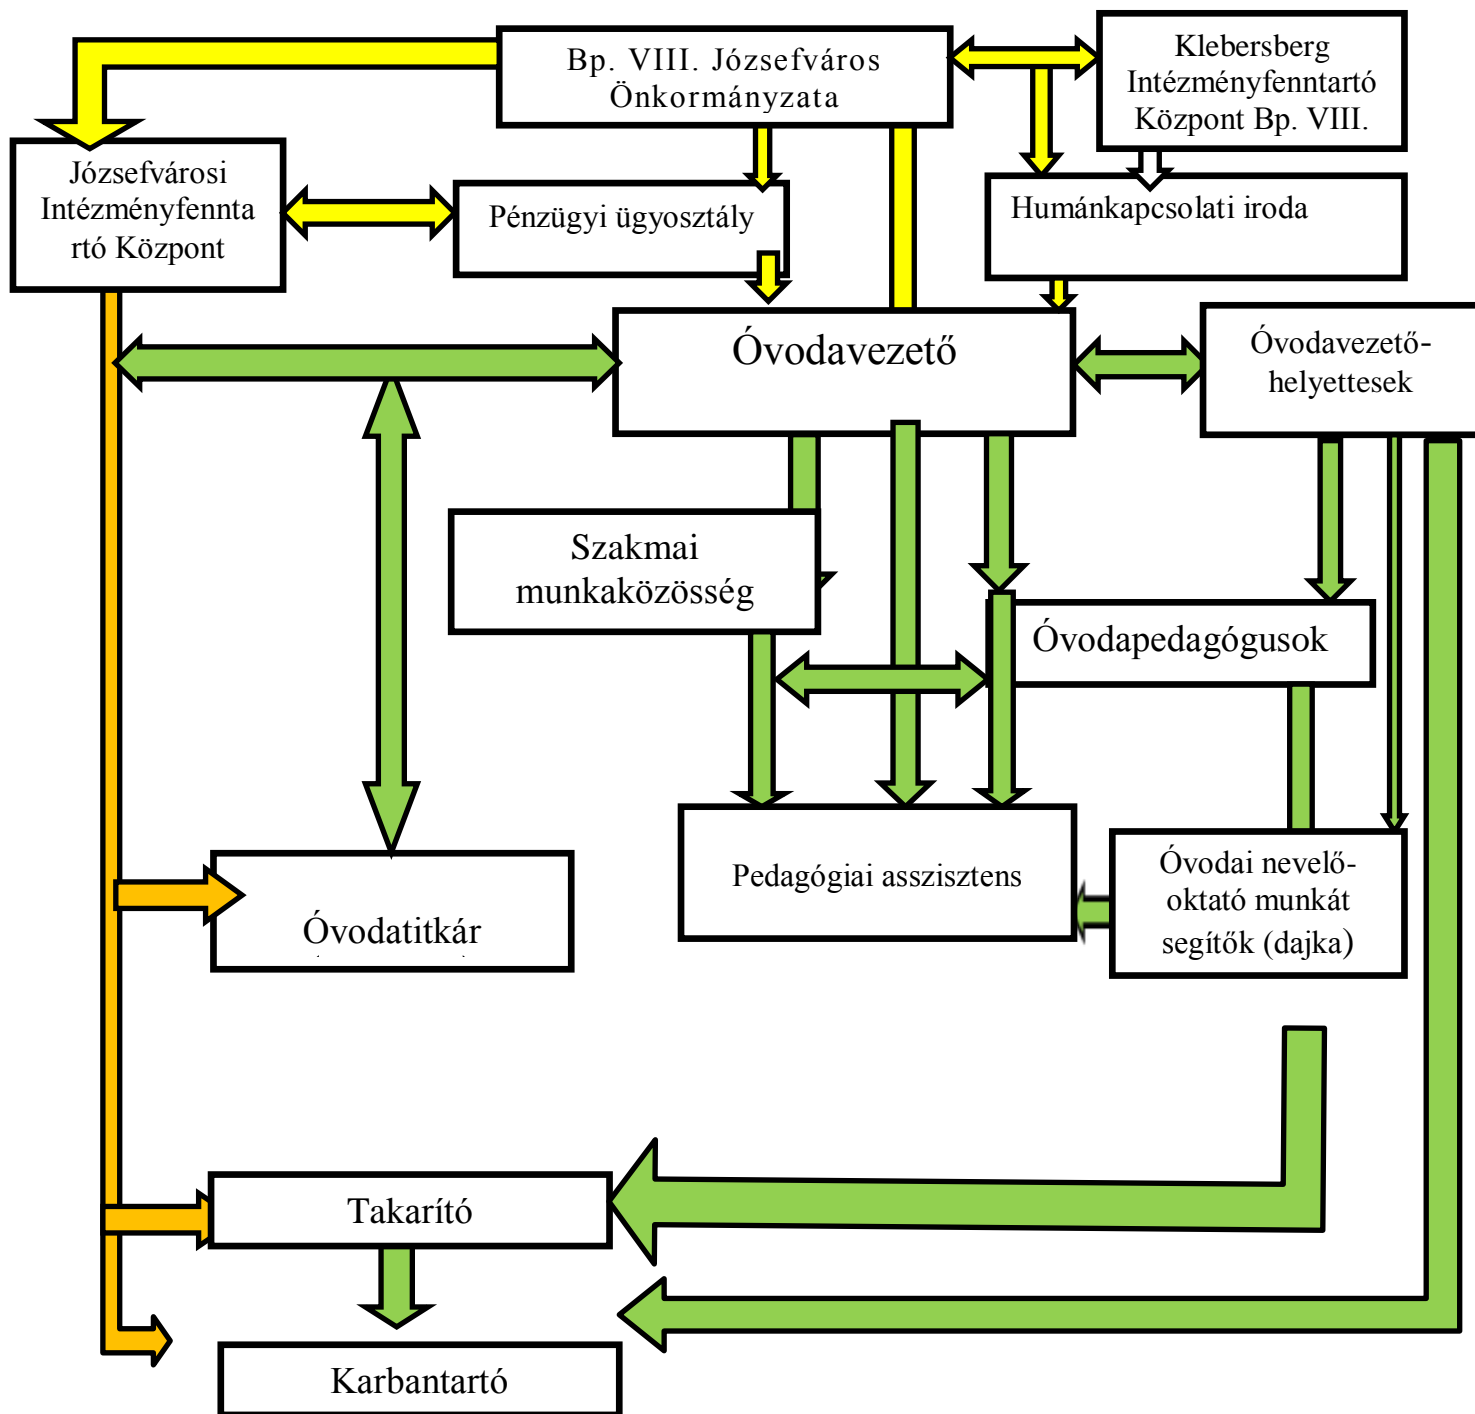 Bp. VIII. Józsefváros
Önkormányzata
Klebersberg
Intézményfenntartó
Központ Bp. VIII.
Józsefvárosi
Intézményfennta
rtó Központ
Pénzügyi ügyosztály
Humánkapcsolati iroda
Óvodavezető
Óvodavezető-
helyettesek
Szakmai
munkaközösség
Óvodapedagógusok
Pedagógiai asszisztens
Óvodai nevelő-
oktató munkát
segítők (dajka)
Óvodatitkár
Takarító
Karbantartó